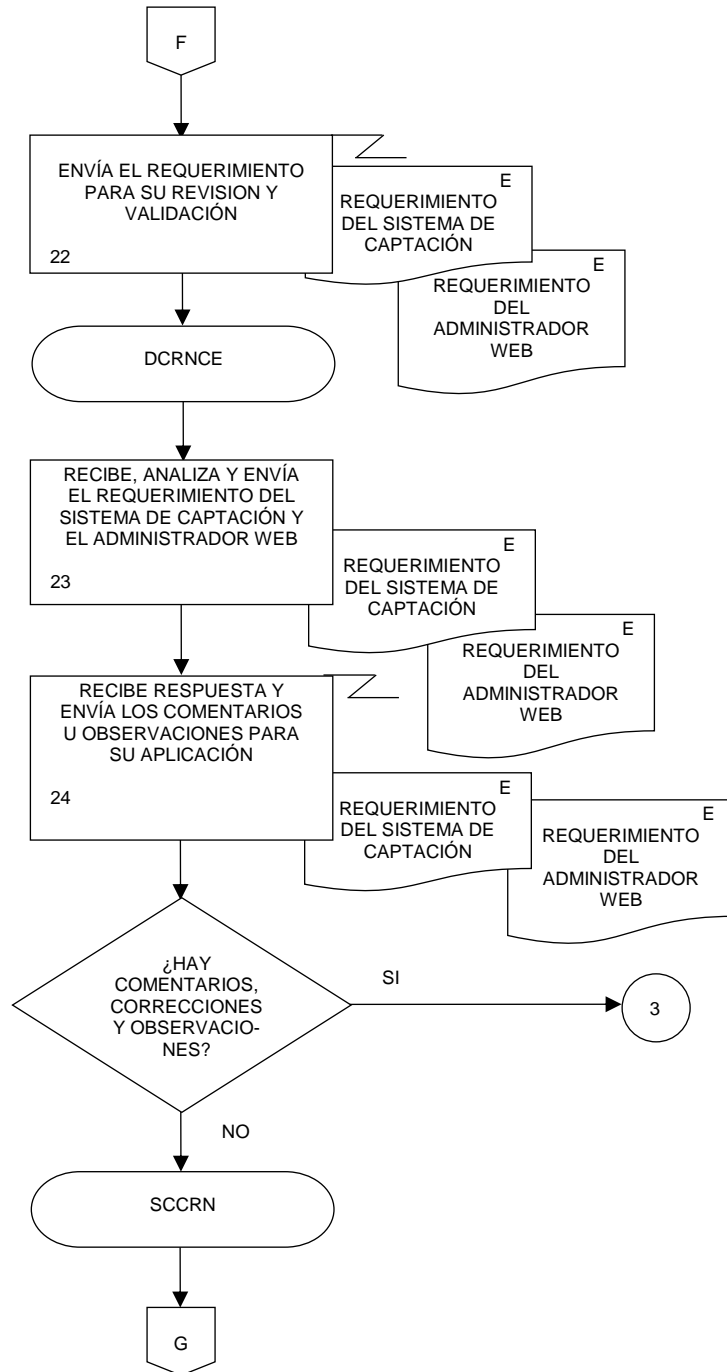 F
ENVÍA EL REQUERIMIENTO
PARA SU REVISION Y
VALIDACIÓN
22
E
REQUERIMIENTO
DEL SISTEMA DE
CAPTACIÓN
E
REQUERIMIENTO
DEL
ADMINISTRADOR
WEB
DCRNCE
RECIBE, ANALIZA Y ENVÍA
EL REQUERIMIENTO DEL
SISTEMA DE CAPTACIÓN Y
EL ADMINISTRADOR WEB
23
E
REQUERIMIENTO
DEL SISTEMA DE
CAPTACIÓN
E
REQUERIMIENTO
DEL
ADMINISTRADOR
WEB
RECIBE RESPUESTA Y
ENVÍA LOS COMENTARIOS
U OBSERVACIONES PARA
SU APLICACIÓN
24
E
REQUERIMIENTO
DEL SISTEMA DE
CAPTACIÓN
E
REQUERIMIENTO
DEL
ADMINISTRADOR
WEB
¿HAY
COMENTARIOS,
CORRECCIONES
Y OBSERVACIO-
NES?
SI
3
NO
SCCRN
G